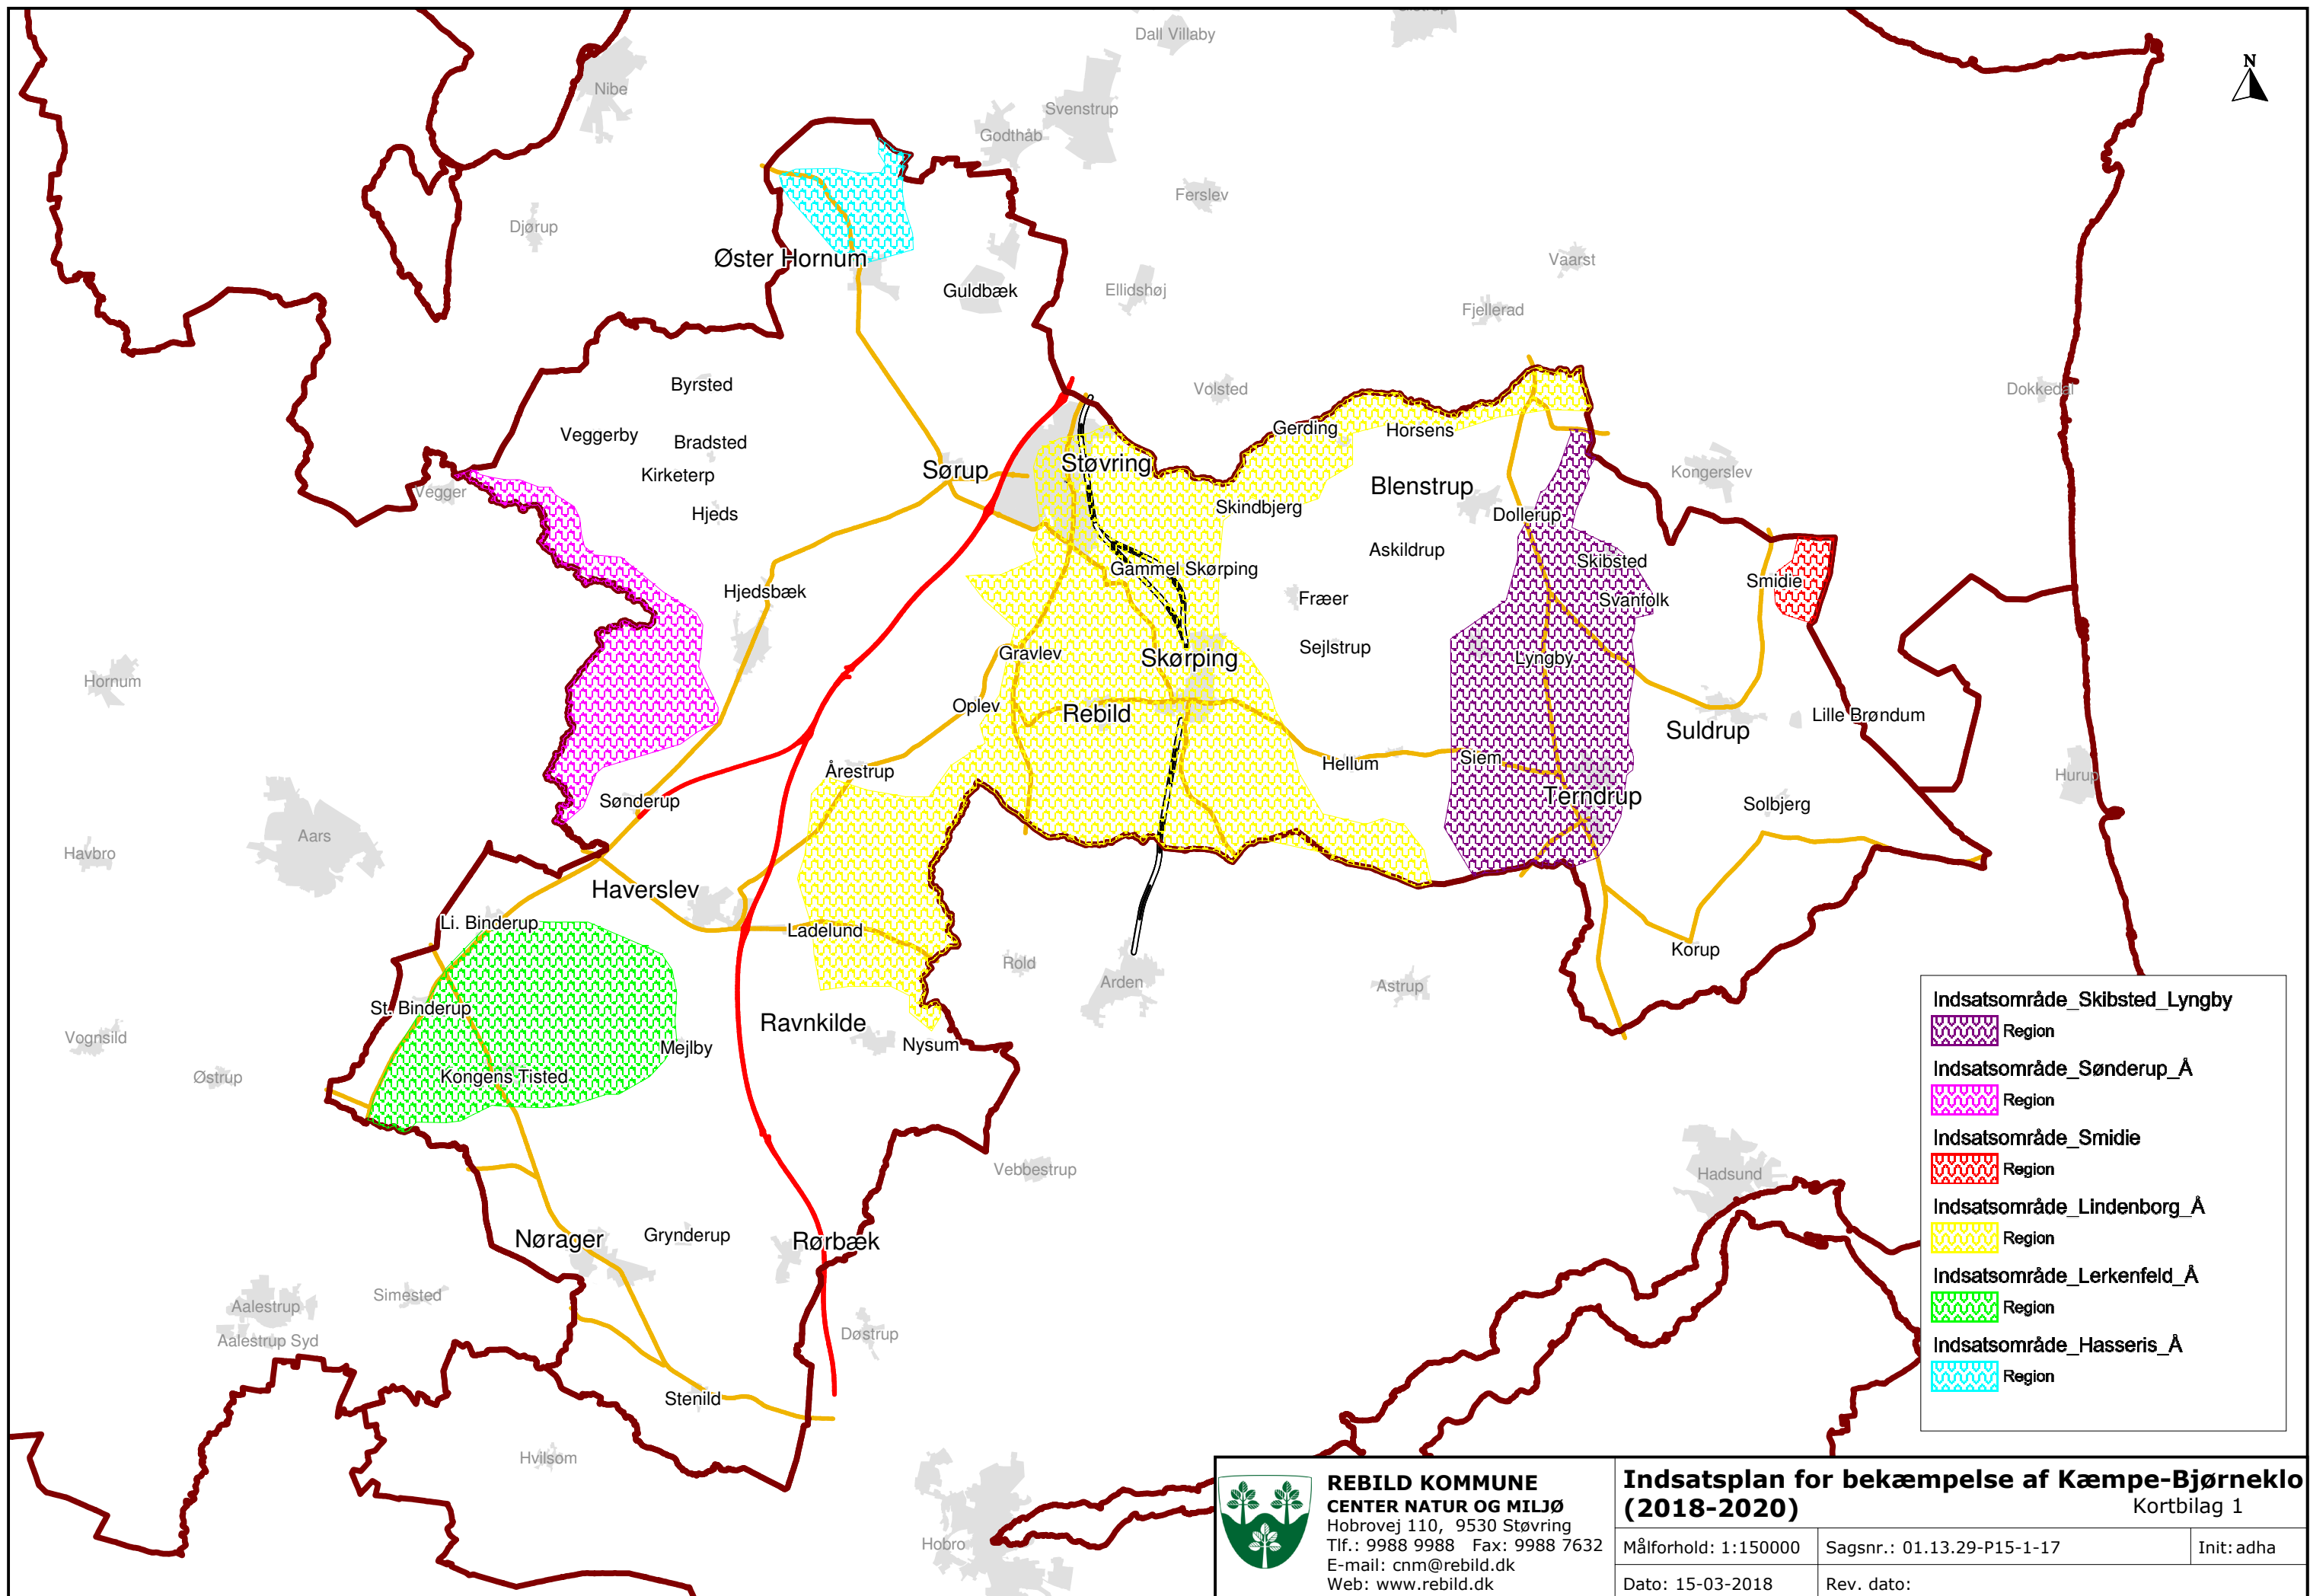 Dall Villaby
N
Nibe
Svenstrup
Godthåb
Ferslev
Djørup
Øster Hornum
Vaarst
Guldbæk
Ellidshøj
Fjellerad
Byrsted
Volsted
Dokkedal
Veggerby
Bradsted
Gerding
Horsens
Kirketerp
Sørup
Støvring
Kongerslev
Vegger
Blenstrup
Hjeds
Skindbjerg
Dollerup
Askildrup
Skibsted
Gammel Skørping
Smidie
Hjedsbæk
Fræer
Svanfolk
Gravlev
Skørping
Sejlstrup
Lyngby
Hornum
Oplev
Rebild
Suldrup
Lille Brøndum
Årestrup
Hellum
Siem
Hurup
Sønderup
Terndrup
Solbjerg
Aars
Havbro
Haverslev
Li. Binderup
Ladelund
Korup
Rold
Arden
Astrup
St. Binderup
Ravnkilde
Vognsild
Mejlby
Nysum
Østrup
Kongens Tisted
Vebbestrup
Hadsund
Nørager
Grynderup
Rørbæk
Simested
Aalestrup
Døstrup
Aalestrup Syd
Stenild
Hvilsom
Hobro
Indsatsområde_Skibsted_Lyngby
Region
Indsatsområde_Sønderup_Å
Region
Indsatsområde_Smidie
Region
Indsatsområde_Lindenborg_Å
Region
Indsatsområde_Lerkenfeld_Å
Region
Indsatsområde_Hasseris_Å
Region
REBILD KOMMUNE
CENTER NATUR OG MILJØ
Hobrovej 110, 9530 Støvring
Tlf.: 9988 9988 Fax: 9988 7632
E-mail: cnm@rebild.dk
Web: www.rebild.dk
Indsatsplan for bekæmpelse af Kæmpe-Bjørneklo
(2018-2020)
Kortbilag 1
Målforhold: 1:150000
Sagsnr.: 01.13.29-P15-1-17
Init: adha
Dato: 15-03-2018
Rev. dato: